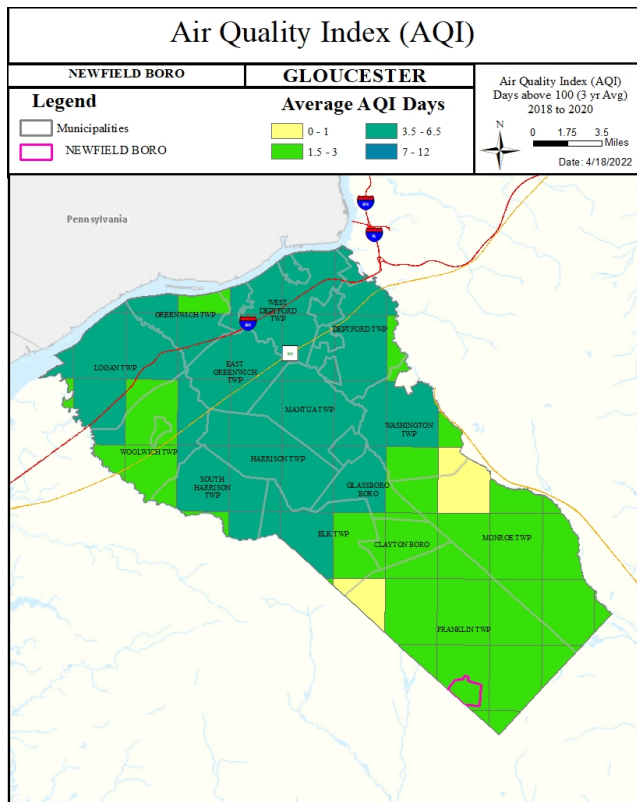 Air Quality Index (AQI)
NEWFIELD BORO
GLOUCESTER
Legend
Municipalities
NEWFIELD BORO
Average AQI Days
0 - 1
3.5 - 6.5
1.5 - 3
7 - 12
Air Quality Index (AQI)
Days above 100 (3 yr Avg)
2018 to 2020
N
0 1.75 3.5
Miles
Date: 4/18/2022
Pennsylvania
GREENWICH TWP
WEST
DEPTFORD
TWP
DEPTFORD TWP
LOGAN TWP
EAST
GREENWICH
TWP
MANTUA TWP
WASHINGTON
TWP
WOOLWICH TWP
HARRISON TWP
SOUTH
HARRISON
TWP
GLASSBORO
BORO
ELK TWP
CLAYTON BORO
MONROE TWP
FRANKLIN TWP